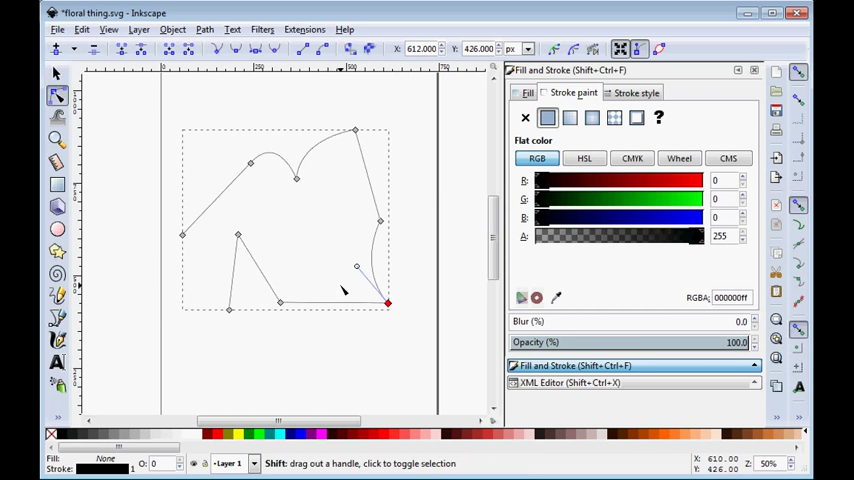 *floral thing.svg - Inkscape
File Edit View Layer Object Path Text Filters Extensions Help
X: 612.000 Y: 426.000 px
Fill and Stroke (Shift+Ctrl+F)
Fill Stroke paint Stroke style
?
Flat color
RGB HSL CMYK Wheel CMS
R: 0
G: 0
B: 0
A: 255
RGBA: 000000ff
Blur (%) 0.0
Opacity (%) 100.0
Fill and Stroke (Shift+Ctrl+F)
XML Editor (Shift+Ctrl+X)
Fill: None
Stroke: 1
O: 0
Layer 1
Shift: drag out a handle, click to toggle selection
X: 610.00
Y: 426.00
Z: 50%